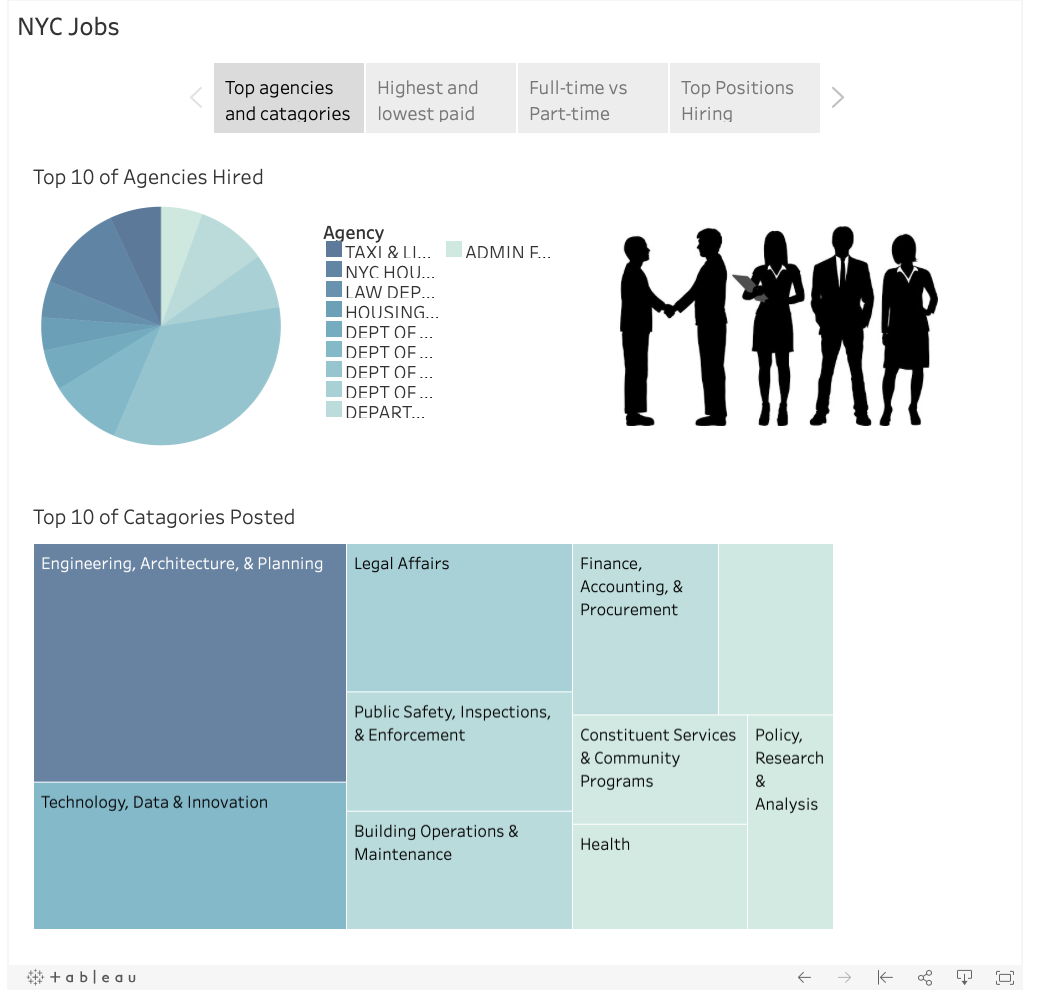 NYC Jobs
Top agencies
and catagories
Highest and
lowest paid
Full-time vs
Part-time
Top Positions
Hiring
Top 10 of Agencies Hired
Agency
TAXI & LI...
ADMIN F...
NYC HOU...
LAW DEP...
HOUSING...
DEPT OF ...
DEPT OF ...
DEPT OF ...
DEPT OF ...
DEPART...
Top 10 of Catagories Posted
Engineering, Architecture, & Planning
Technology, Data & Innovation
Legal Affairs
Public Safety, Inspections,
& Enforcement
Building Operations &
Maintenance
Finance,
Accounting, &
Procurement
Constituent Services
& Community
Programs
Health
Policy,
Research
&
Analysis
+ a b | e a u